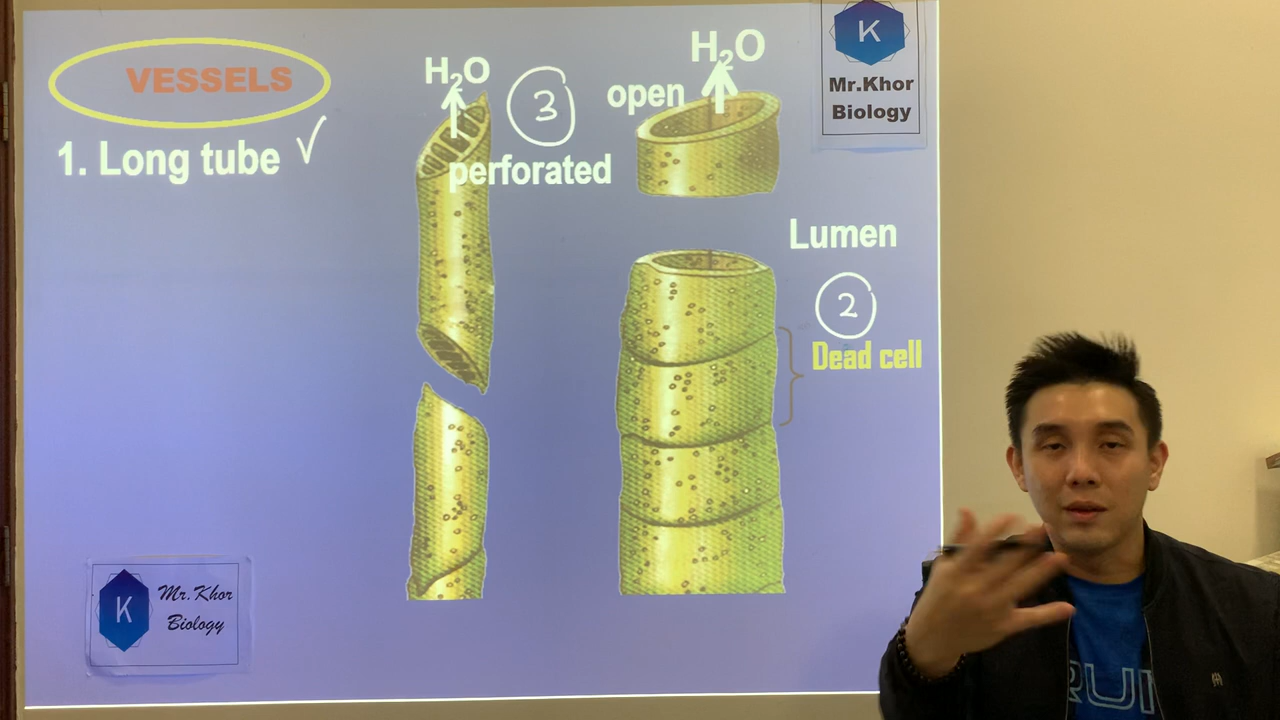 VESSELS
1. Long tube ✓
H₂O
3
perforated
open
H₂O
Lumen
2
Dead cell
K
Mr.Khor
Biology
K
Mr. Khor
Biology